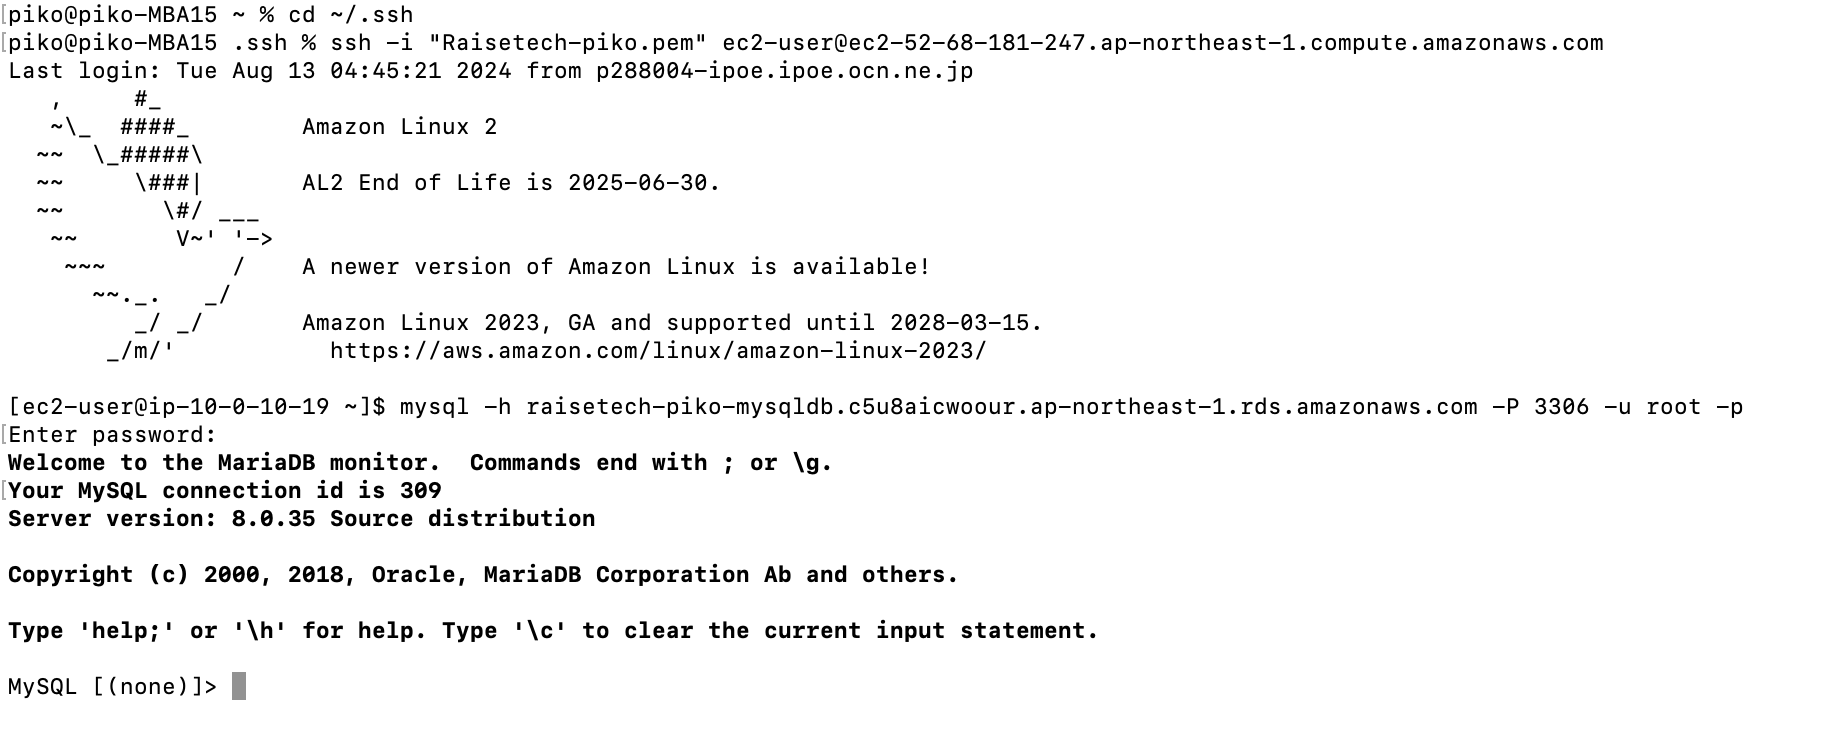 [piko@piko-MBA15 ~ % cd ~/.ssh
[piko@piko-MBA15 .ssh % ssh -i "Raisetech-piko.pem" ec2-user@ec2-52-68-181-247.ap-northeast-1.compute.amazonaws.com
Last login: Tue Aug 13 04:45:21 2024 from p288004-ipoe.ipoe.ocn.ne.jp
   ,     #_
   ~\_  ####_        Amazon Linux 2
  ~~  \_#####\
  ~~     \###|       AL2 End of Life is 2025-06-30.
  ~~       \#/ ___
   ~~       V~' '->
    ~~~         /    A newer version of Amazon Linux is available!
      ~~._.   _/
         _/ _/       Amazon Linux 2023, GA and supported until 2028-03-15.
       _/m/'           https://aws.amazon.com/linux/amazon-linux-2023/
[ec2-user@ip-10-0-10-19 ~]$ mysql -h raisetech-piko-mysqldb.c5u8aicwoour.ap-northeast-1.rds.amazonaws.com -P 3306 -u root -p
[Enter password:
Welcome to the MariaDB monitor.  Commands end with ; or \g.
[Your MySQL connection id is 309
Server version: 8.0.35 Source distribution
Copyright (c) 2000, 2018, Oracle, MariaDB Corporation Ab and others.
Type 'help;' or '\h' for help. Type '\c' to clear the current input statement.
MySQL [(none)]>